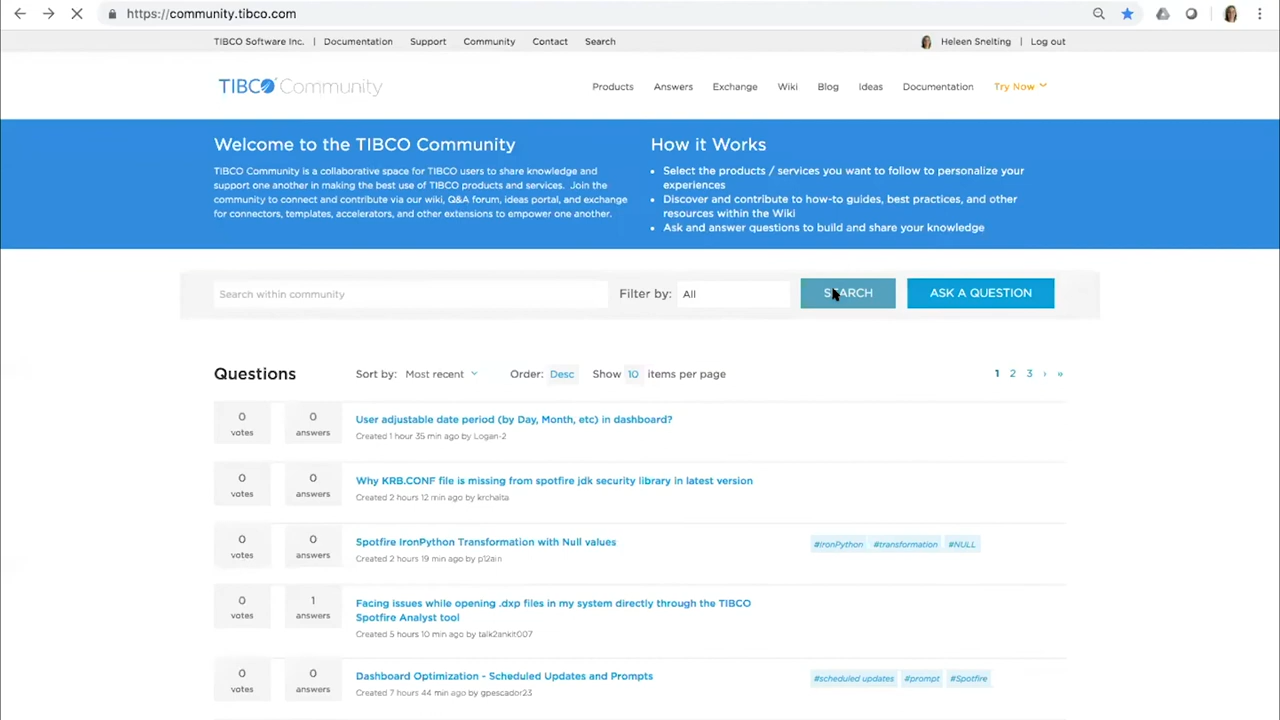 https://community.tibco.com
TIBCO Software Inc. | Documentation Support Community Contact Search Heleen Snelting | Log out
TIBCO Community Products Answers Exchange Wiki Blog Ideas Documentation Try Now
Welcome to the TIBCO Community
TIBCO Community is a collaborative space for TIBCO users to share knowledge and
support one another in making the best use of TIBCO products and services. Join the
community to connect and contribute via our wiki, Q&A forum, ideas portal, and exchange
for connectors, templates, accelerators, and other extensions to empower one another.
How it Works
• Select the products / services you want to follow to personalize your
experiences
• Discover and contribute to how-to guides, best practices, and other
resources within the Wiki
• Ask and answer questions to build and share your knowledge
Search within community Filter by: All SEARCH ASK A QUESTION
Questions Sort by: Most recent Order: Desc Show 10 items per page 1 2 3 › »
0 votes
0 answers
User adjustable date period (by Day, Month, etc) in dashboard?
Created 1 hour 35 min ago by Logan-2
0 votes
0 answers
Why KRB.CONF file is missing from spotfire jdk security library in latest version
Created 2 hours 12 min ago by krchalta
0 votes
0 answers
Spotfire IronPython Transformation with Null values
#IronPython #transformation #NULL
Created 2 hours 19 min ago by p12ain
0 votes
1 answers
Facing issues while opening .dxp files in my system directly through the TIBCO
Spotfire Analyst tool
Created 5 hours 10 min ago by talk2ankit007
0 votes
0 answers
Dashboard Optimization - Scheduled Updates and Prompts
#scheduled updates #prompt #Spotfire
Created 7 hours 44 min ago by gpescador23